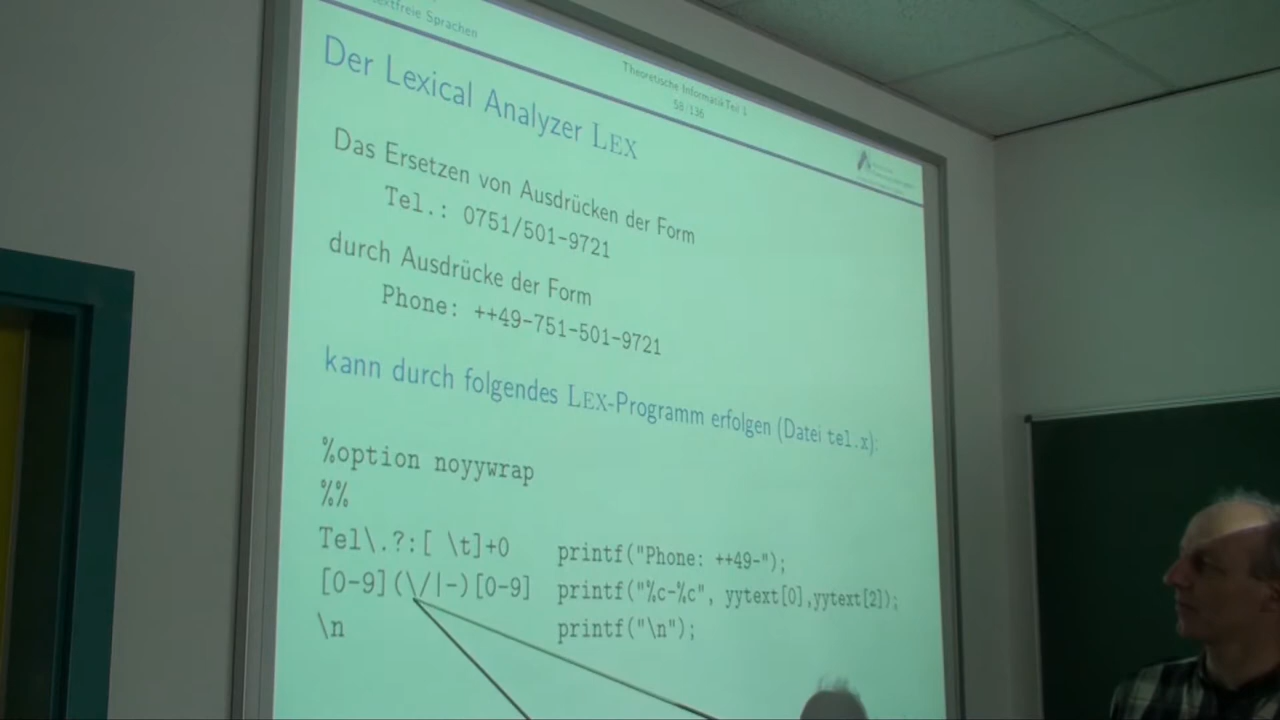 extfreie Sprachen
Theoretische Informatik Teil 1
58/136
Der Lexical Analyzer LEX
Das Ersetzen von Ausdrücken der Form
Tel.: 0751/501-9721
durch Ausdrücke der Form
Phone: ++49-751-501-9721
kann durch folgendes LEX-Programm erfolgen (Datei tel.x):
%option noyywrap
%%
Tel\.?:[ \t]+0 printf("Phone: ++49-");
[0-9](\/|-)[0-9] printf("%c-%c", yytext[0],yytext[2]);
\n printf("\n");